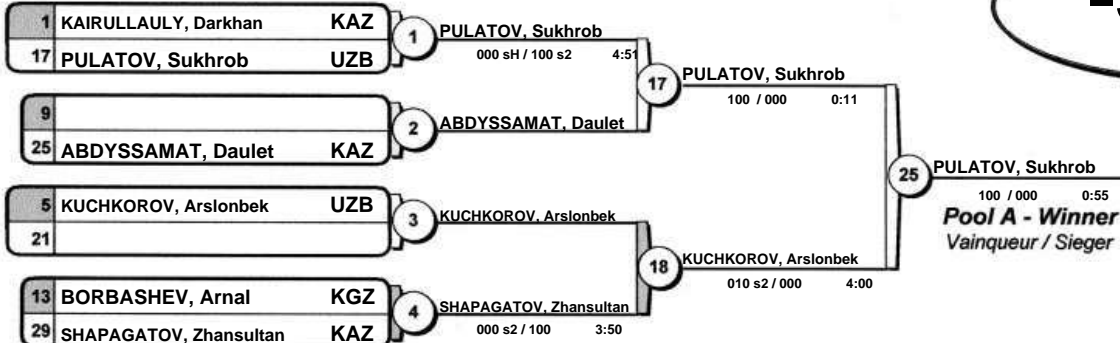 1 KAIRULLAULY, Darkhan KAZ
17 PULATOV, Sukhrob UZB
1
PULATOV, Sukhrob
000 sH / 100 s2 4:51
9
25 ABDYSSAMAT, Daulet KAZ
2
ABDYSSAMAT, Daulet
17
PULATOV, Sukhrob
100 / 000 0:11
5 KUCHKOROV, Arslonbek UZB
21
3
KUCHKOROV, Arslonbek
13 BORBASHEV, Arnal KGZ
29 SHAPAGATOV, Zhansultan KAZ
4
SHAPAGATOV, Zhansultan
000 s2 / 100 3:50
18
KUCHKOROV, Arslonbek
010 s2 / 000 4:00
25
PULATOV, Sukhrob
100 / 000 0:55
Pool A - Winner
Vainqueur / Sieger